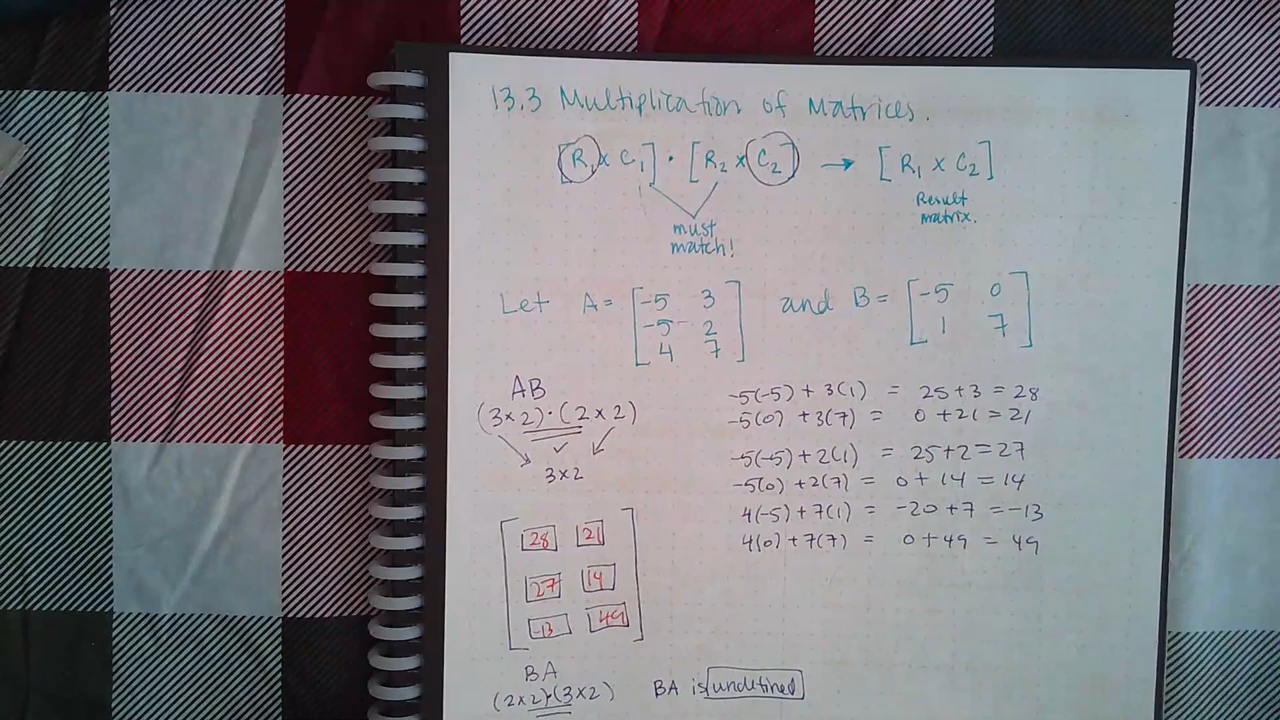 13.3 Multiplication of Matrices.
[R1 x C1] · [R2 x C2] → [R1 x C2]
must match!
Result matrix.
Let A = [-5 3 and B = [-5 0
-5 2 1 7]
4 7]
AB
(3x2)·(2x2)
✓
3x2
-5(-5) + 3(1) = 25+3 = 28
-5(0) + 3(7) = 0+21 = 21
-5(-5) + 2(1) = 25+2 = 27
-5(0) + 2(7) = 0+14 = 14
4(-5) + 7(1) = -20+7 = -13
4(0) + 7(7) = 0+49 = 49
28 21
27 14
-13 49
BA
(2x2)·(3x2) BA is undefined